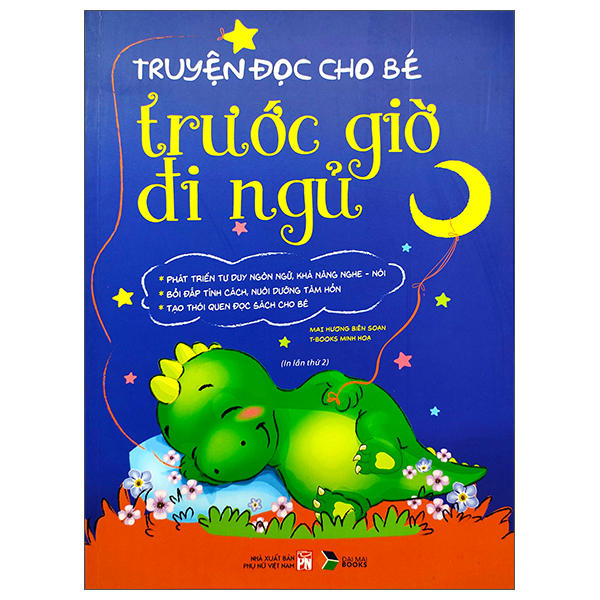 TRUYỆN ĐỌC CHO BÉ
trước giờ
đi ngủ
* PHÁT TRIỂN TƯ DUY NGÔN NGỮ, KHẢ NĂNG NGHE - NÓI
* BỒI ĐẮP TÍNH CÁCH, NUÔI DƯỠNG TÂM HỒN
* TẠO THÓI QUEN ĐỌC SÁCH CHO BÉ
MAI HƯƠNG BIÊN SOẠN
T-BOOKS MINH HOẠ
(In lần thứ 2)
NHÀ XUẤT BẢN
PHỤ NỮ VIỆT NAM
PN
ĐẠI MAI
BOOKS